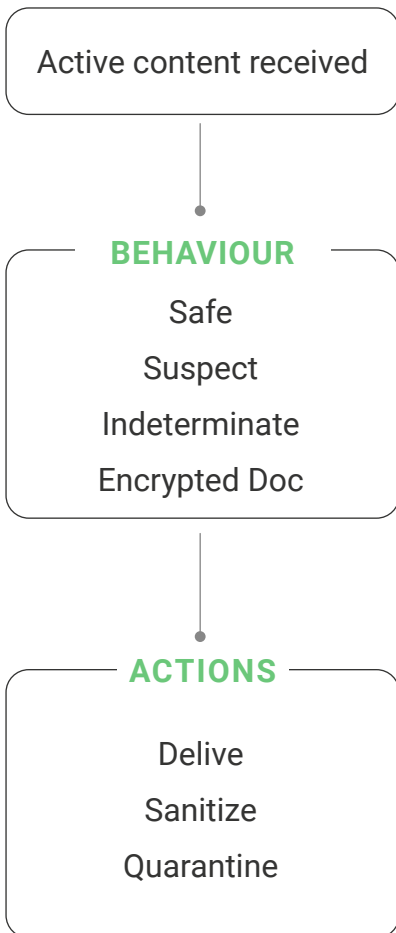 Active content received
BEHAVIOUR
Safe
Suspect
Indeterminate
Encrypted Doc
ACTIONS
Delive
Sanitize
Quarantine